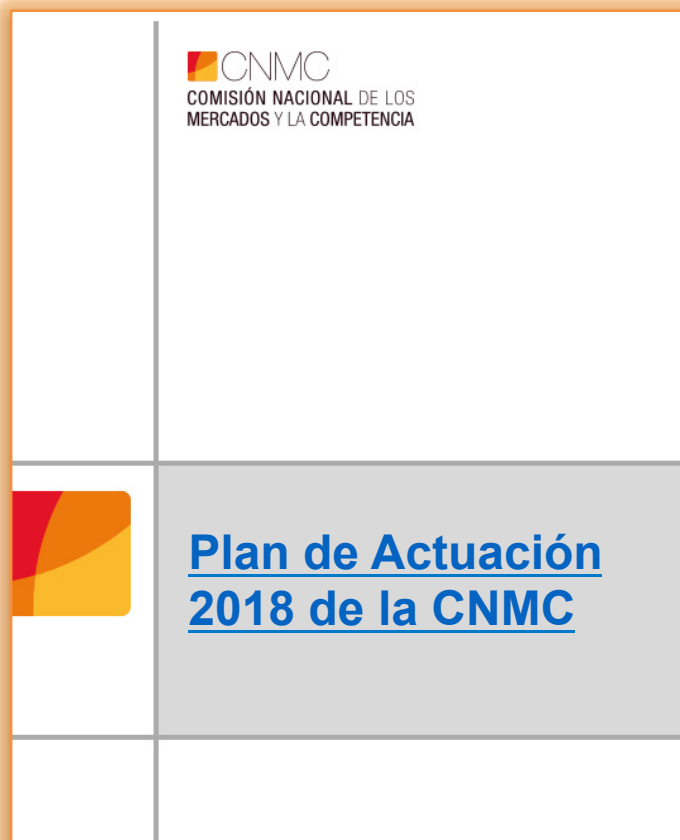 CNMC
COMISIÓN NACIONAL DE LOS
MERCADOS Y LA COMPETENCIA
Plan de Actuación
2018 de la CNMC